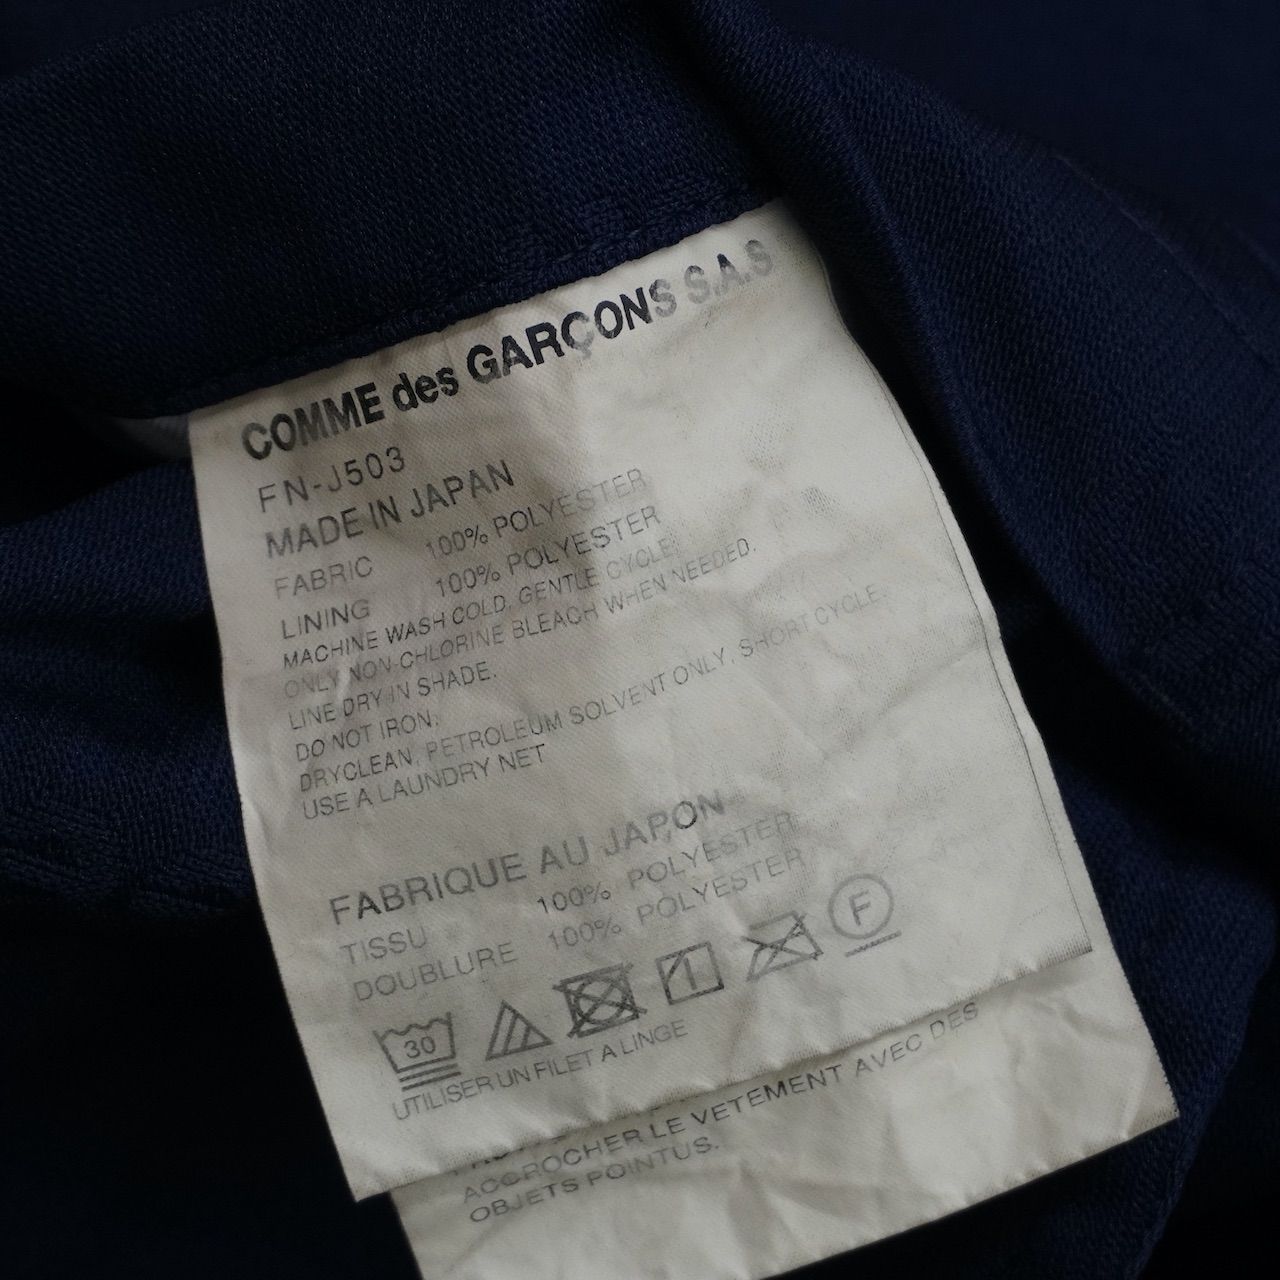 COMME des GARÇONS S.A.S
FN-J503
MADE IN JAPAN
FABRIC 100% POLYESTER
LINING 100% POLYESTER
MACHINE WASH COLD, GENTLE CYCLE.
ONLY NON-CHLORINE BLEACH WHEN NEEDED.
LINE DRY IN SHADE.
DO NOT IRON.
DRYCLEAN, PETROLEUM SOLVENT ONLY, SHORT CYCLE.
USE A LAUNDRY NET
FABRIQUE AU JAPON
TISSU 100% POLYESTER
DOUBLURE 100% POLYESTER
30 F
UTILISER UN FILET A LINGE
ACCROCHER LE VETEMENT AVEC DES
OBJETS POINTUS.